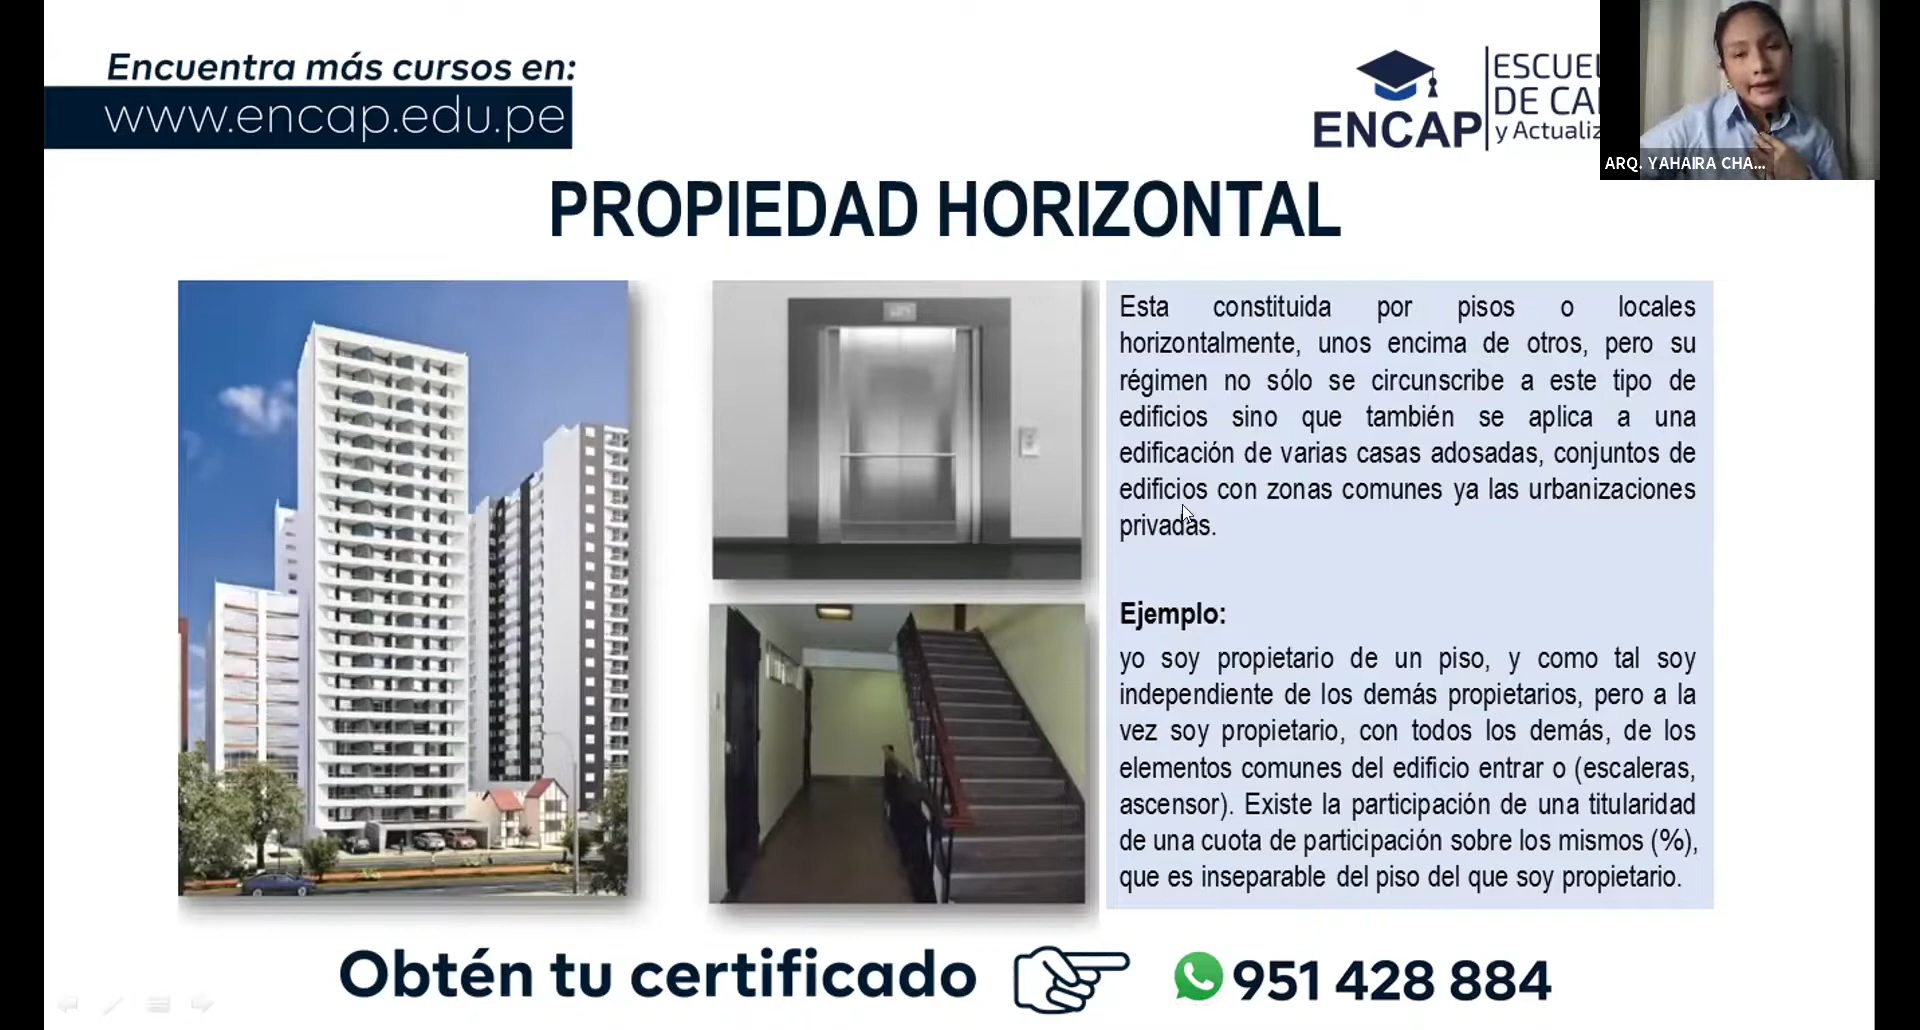 Encuentra más cursos en:
www.encap.edu.pe
ENCAP
DE
y
ARQ. YAHAIRA CHA...
PROPIEDAD HORIZONTAL
Esta constituida por pisos o locales
horizontalmente, unos encima de otros, pero su
régimen no sólo se circunscribe a este tipo de
edificios sino que también se aplica a una
edificación de varias casas adosadas, conjuntos de
edificios con zonas comunes ya las urbanizaciones
privadas.
Ejemplo:
yo soy propietario de un piso, y como tal soy
independiente de los demás propietarios, pero a la
vez soy propietario, con todos los demás, de los
elementos comunes del edificio entrar o (escaleras,
ascensor). Existe la participación de una titularidad
de una cuota de participación sobre los mismos (%),
que es inseparable del piso del que soy propietario.
Obtén tu certificado
951 428 884